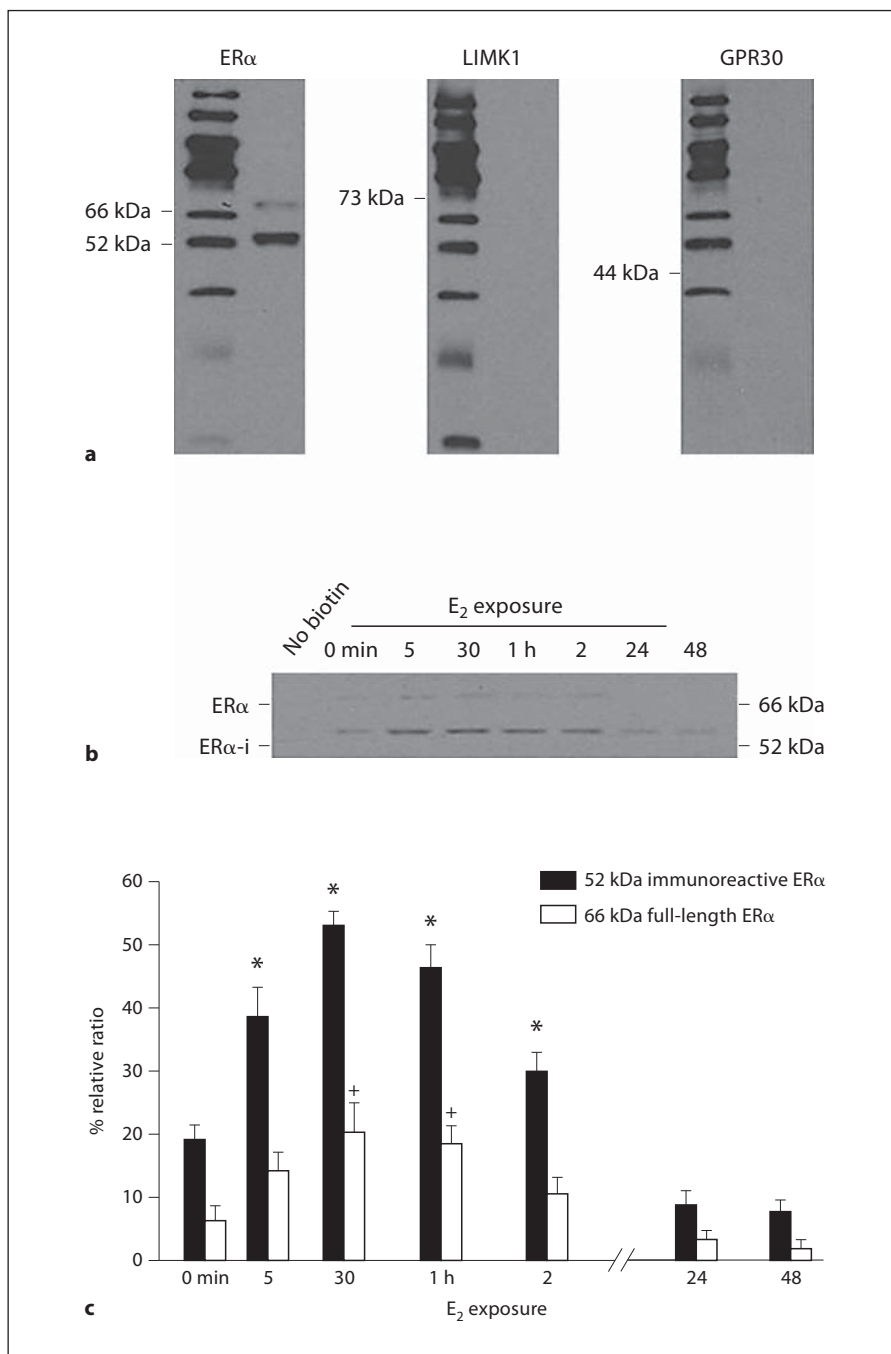 ERα LIMK1 GPR30
66 kDa
52 kDa
73 kDa
44 kDa
a
No biotin
E2 exposure
0 min 5 30 1 h 2 24 48
ERα 66 kDa
ERα-i 52 kDa
b
60
50
40
30
20
10
0
% relative ratio
* * * * + +
52 kDa immunoreactive ERα
66 kDa full-length ERα
0 min 5 30 1 h 2 24 48
E2 exposure
c